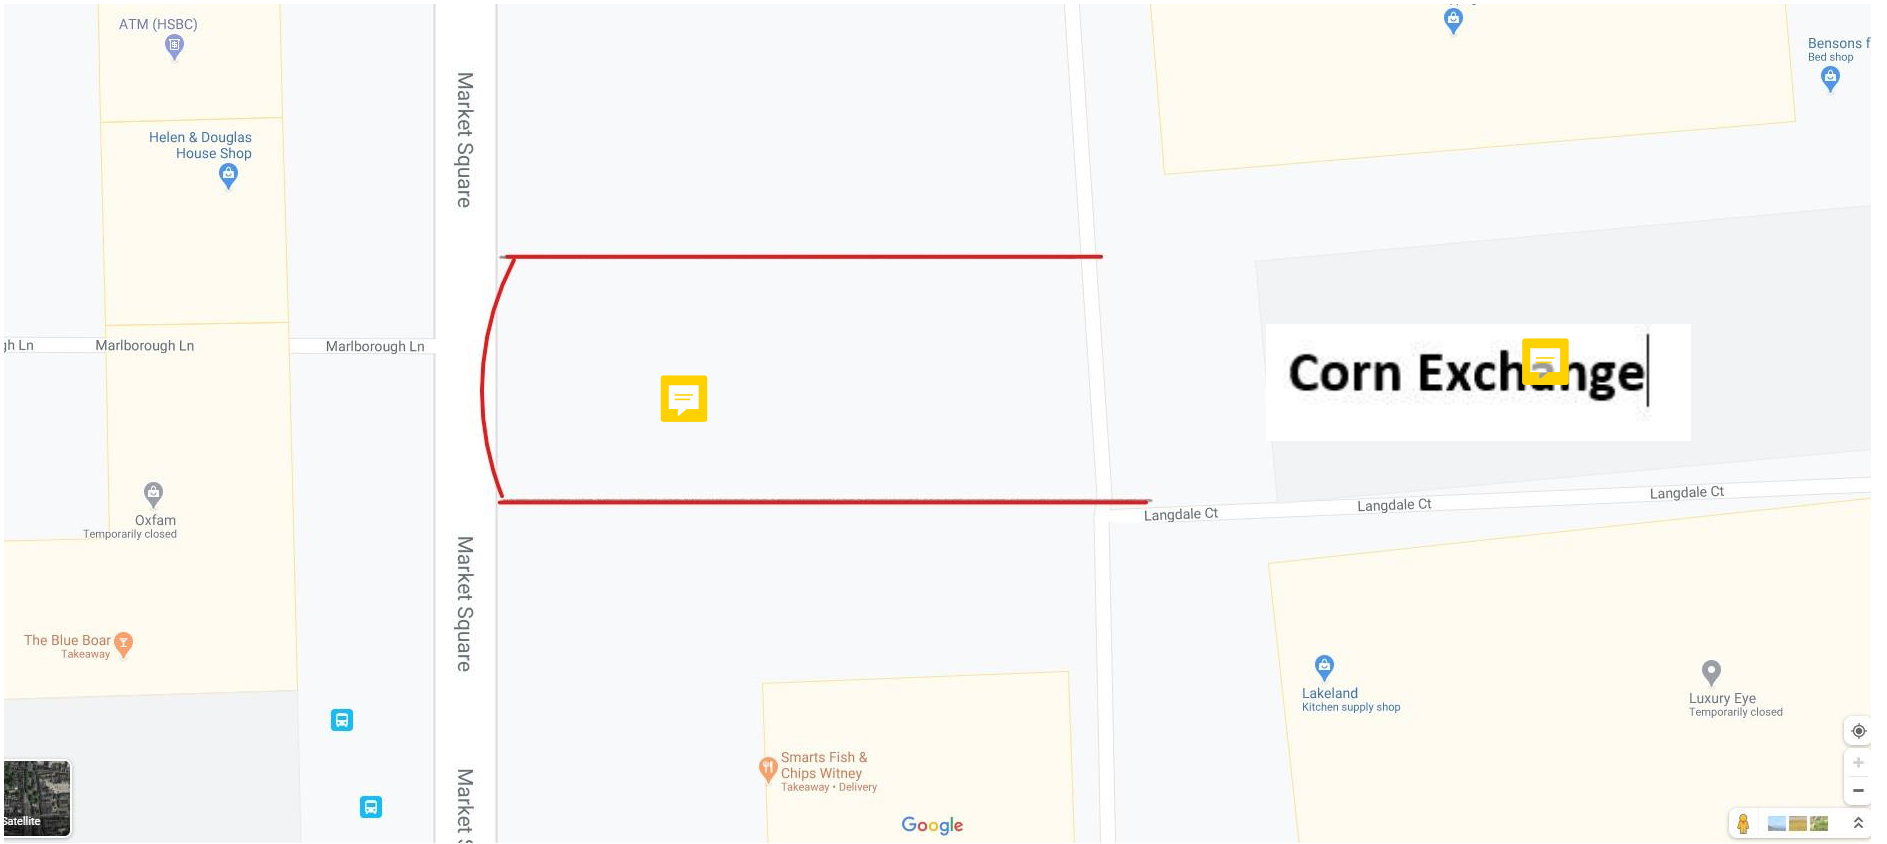 ATM (HSBC)
Helen & Douglas
House Shop
Market Square
Bensons f
Bed shop
gh Ln
Marlborough Ln
Marlborough Ln
Corn Exchange
Oxfam
Temporarily closed
Langdale Ct
Langdale Ct
Langdale Ct
Market Square
The Blue Boar
Takeaway
Lakeland
Kitchen supply shop
Luxury Eye
Temporarily closed
Smarts Fish &
Chips Witney
Takeaway • Delivery
Market S
Satellite
Google